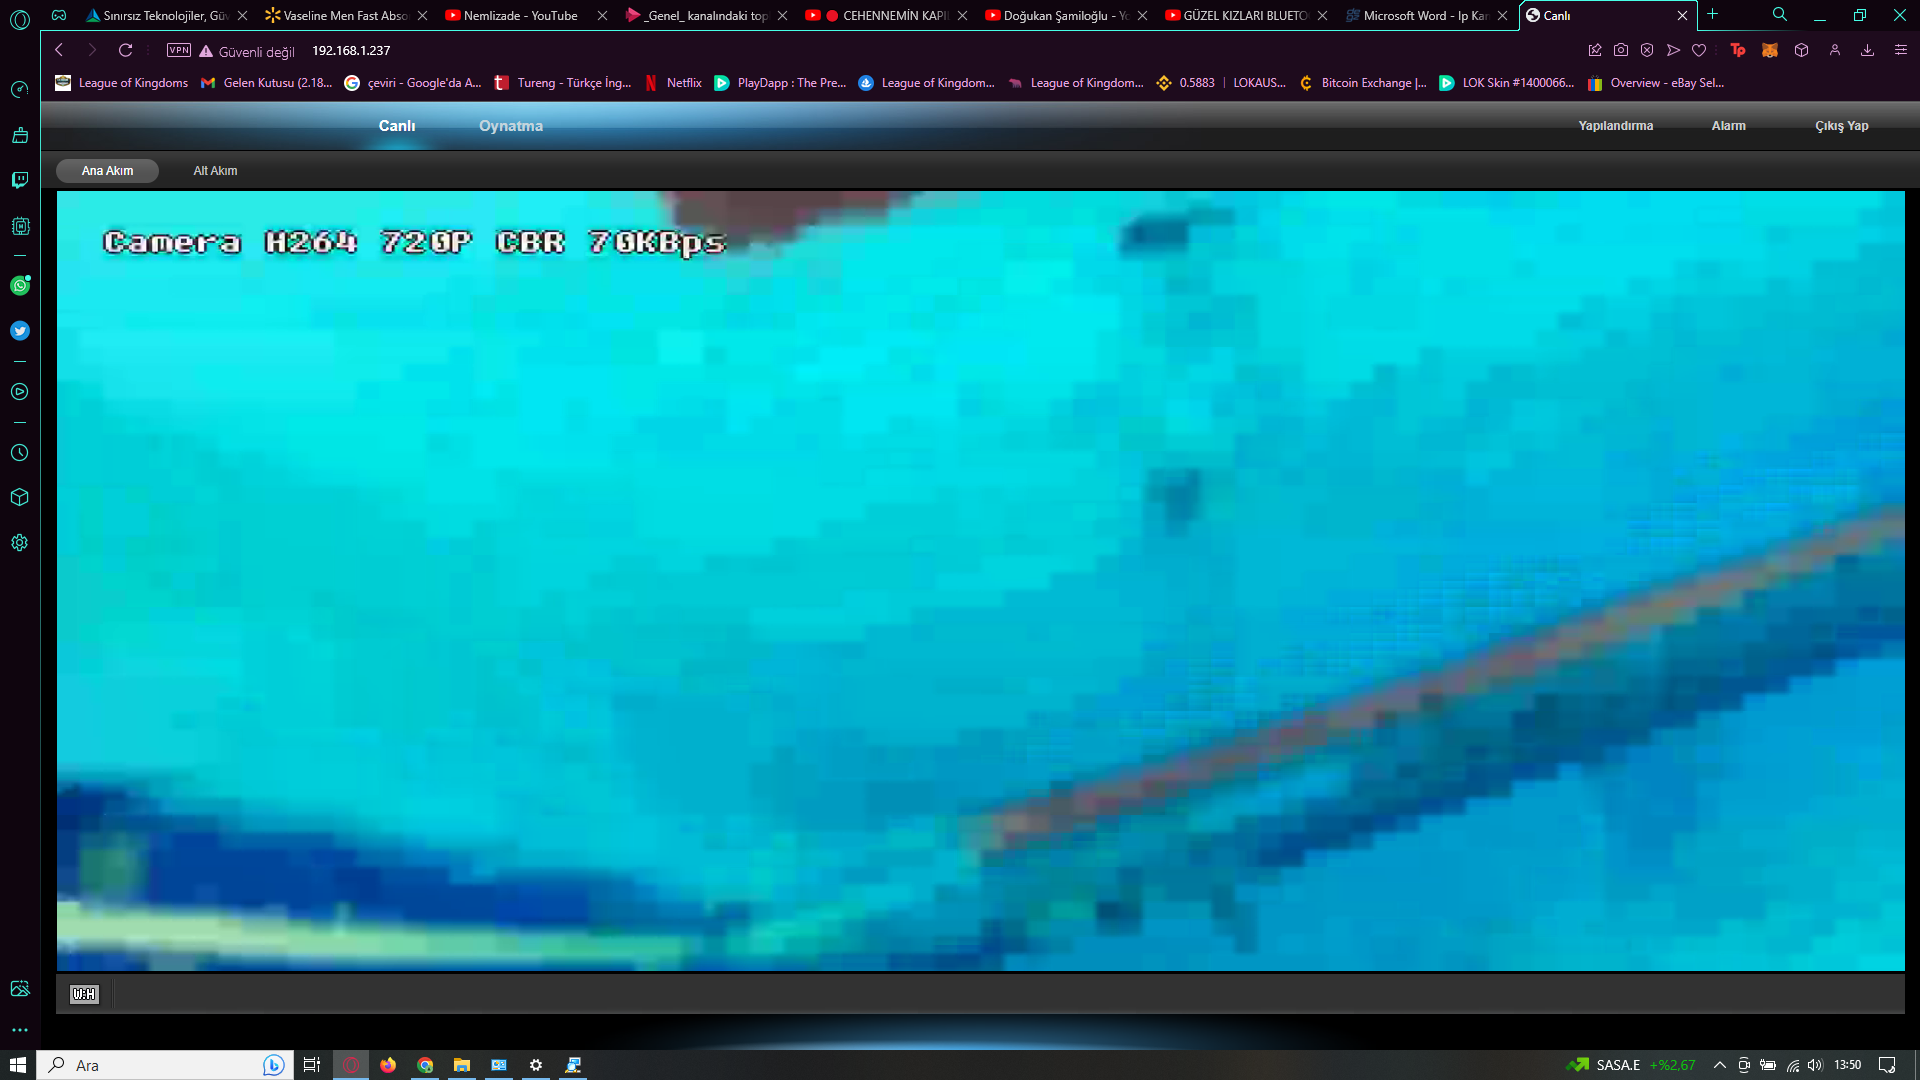 Sınırsız Teknolojiler, Gü
Vaseline Men Fast Abso
Nemlizade - YouTube
_Genel_ kanalındaki top
CEHENNEMİN KAPI
Doğukan Şamiloğlu - Yo
GÜZEL KIZLARI BLUETO
Microsoft Word - Ip Ka
Canlı
VPN
Güvenli değil
192.168.1.237
League of Kingdoms
Gelen Kutusu (2.18...
çeviri - Google'da A...
Tureng - Türkçe İng...
Netflix
PlayDapp : The Pre...
League of Kingdom...
League of Kingdom...
0.5883 | LOKAUS...
Bitcoin Exchange |...
LOK Skin #1400066...
Overview - eBay Sel...
Canlı
Oynatma
Yapılandırma
Alarm
Çıkış Yap
Ana Akım
Alt Akım
Camera H264 720P CBR 70KBps
W:H
Ara
SASA.E +%2,67
13:50